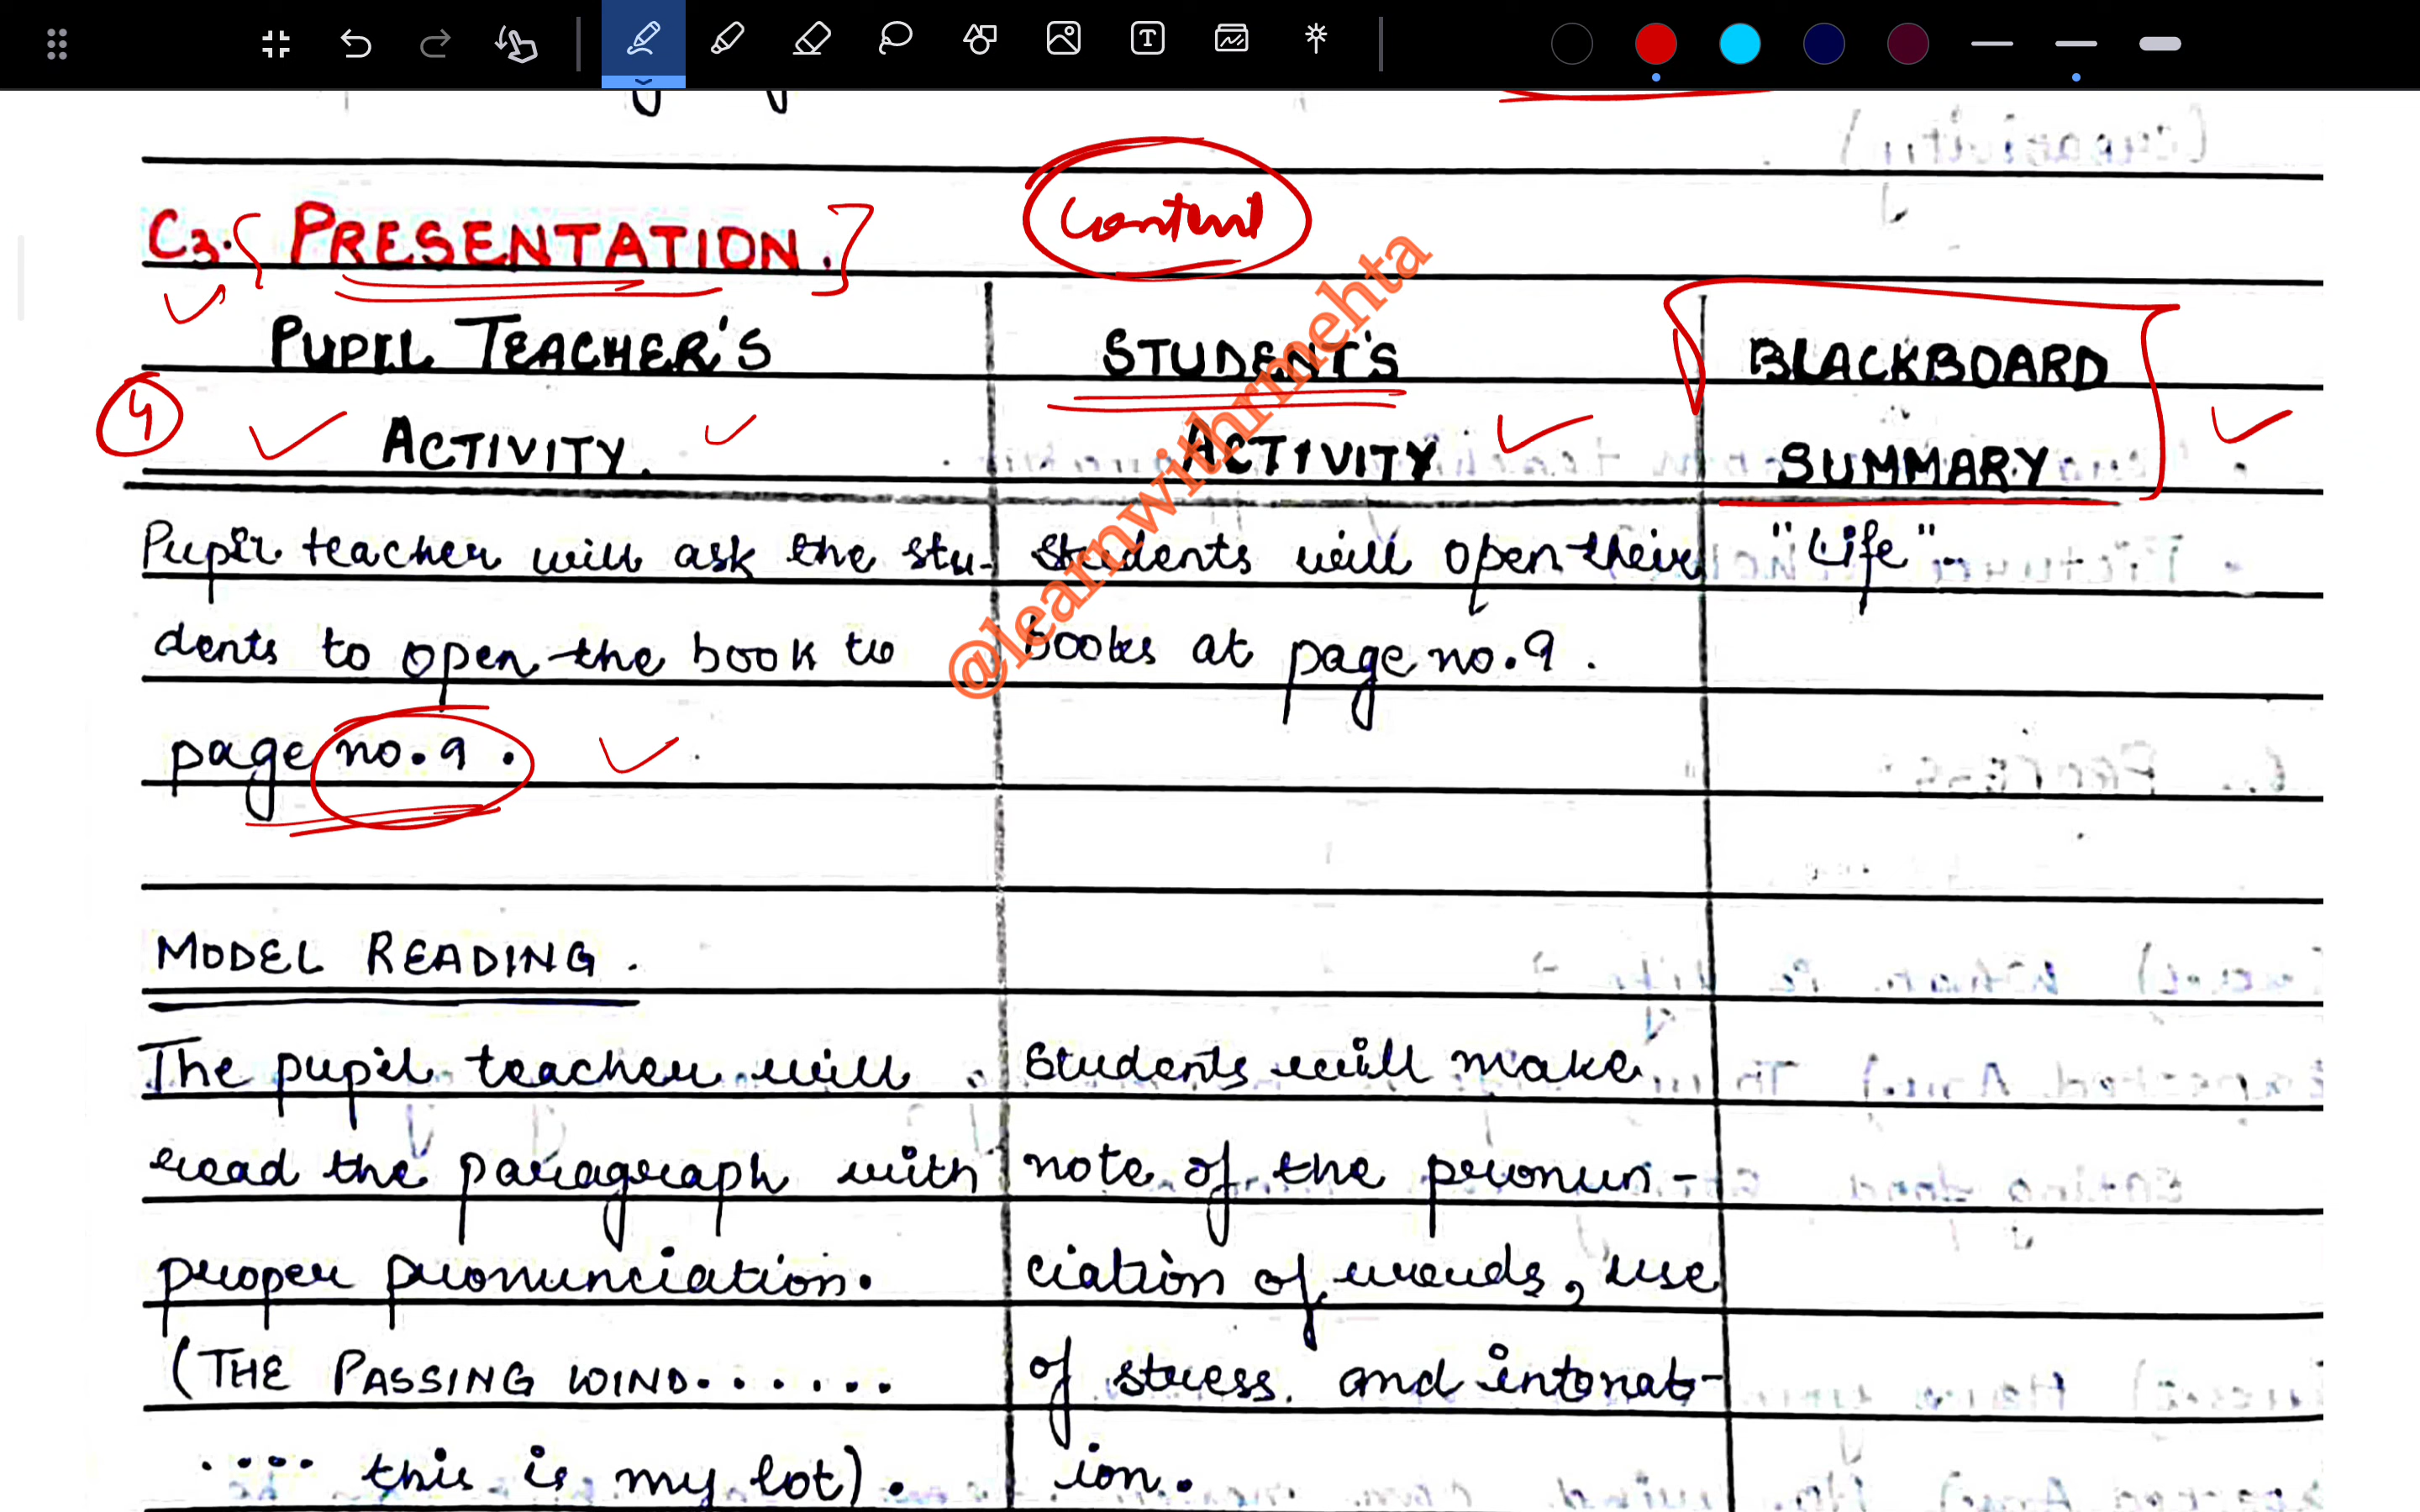 C3. PRESENTATION.
Content
PUPIL TEACHER'S ACTIVITY.
STUDENT'S ACTIVITY
BLACKBOARD SUMMARY
4
Pupil teacher will ask the stu-
dents to open the book to
page no. 9.
Students will open their
books at page no. 9.
"Life".
MODEL READING.
The pupil teacher will
read the paragraph with
proper pronunciation.
(THE PASSING WIND......
.... this is my lot).
Students will make
note of the pronun-
ciation of words, use
of stress and intonat-
ion.
@learnwithrmehta